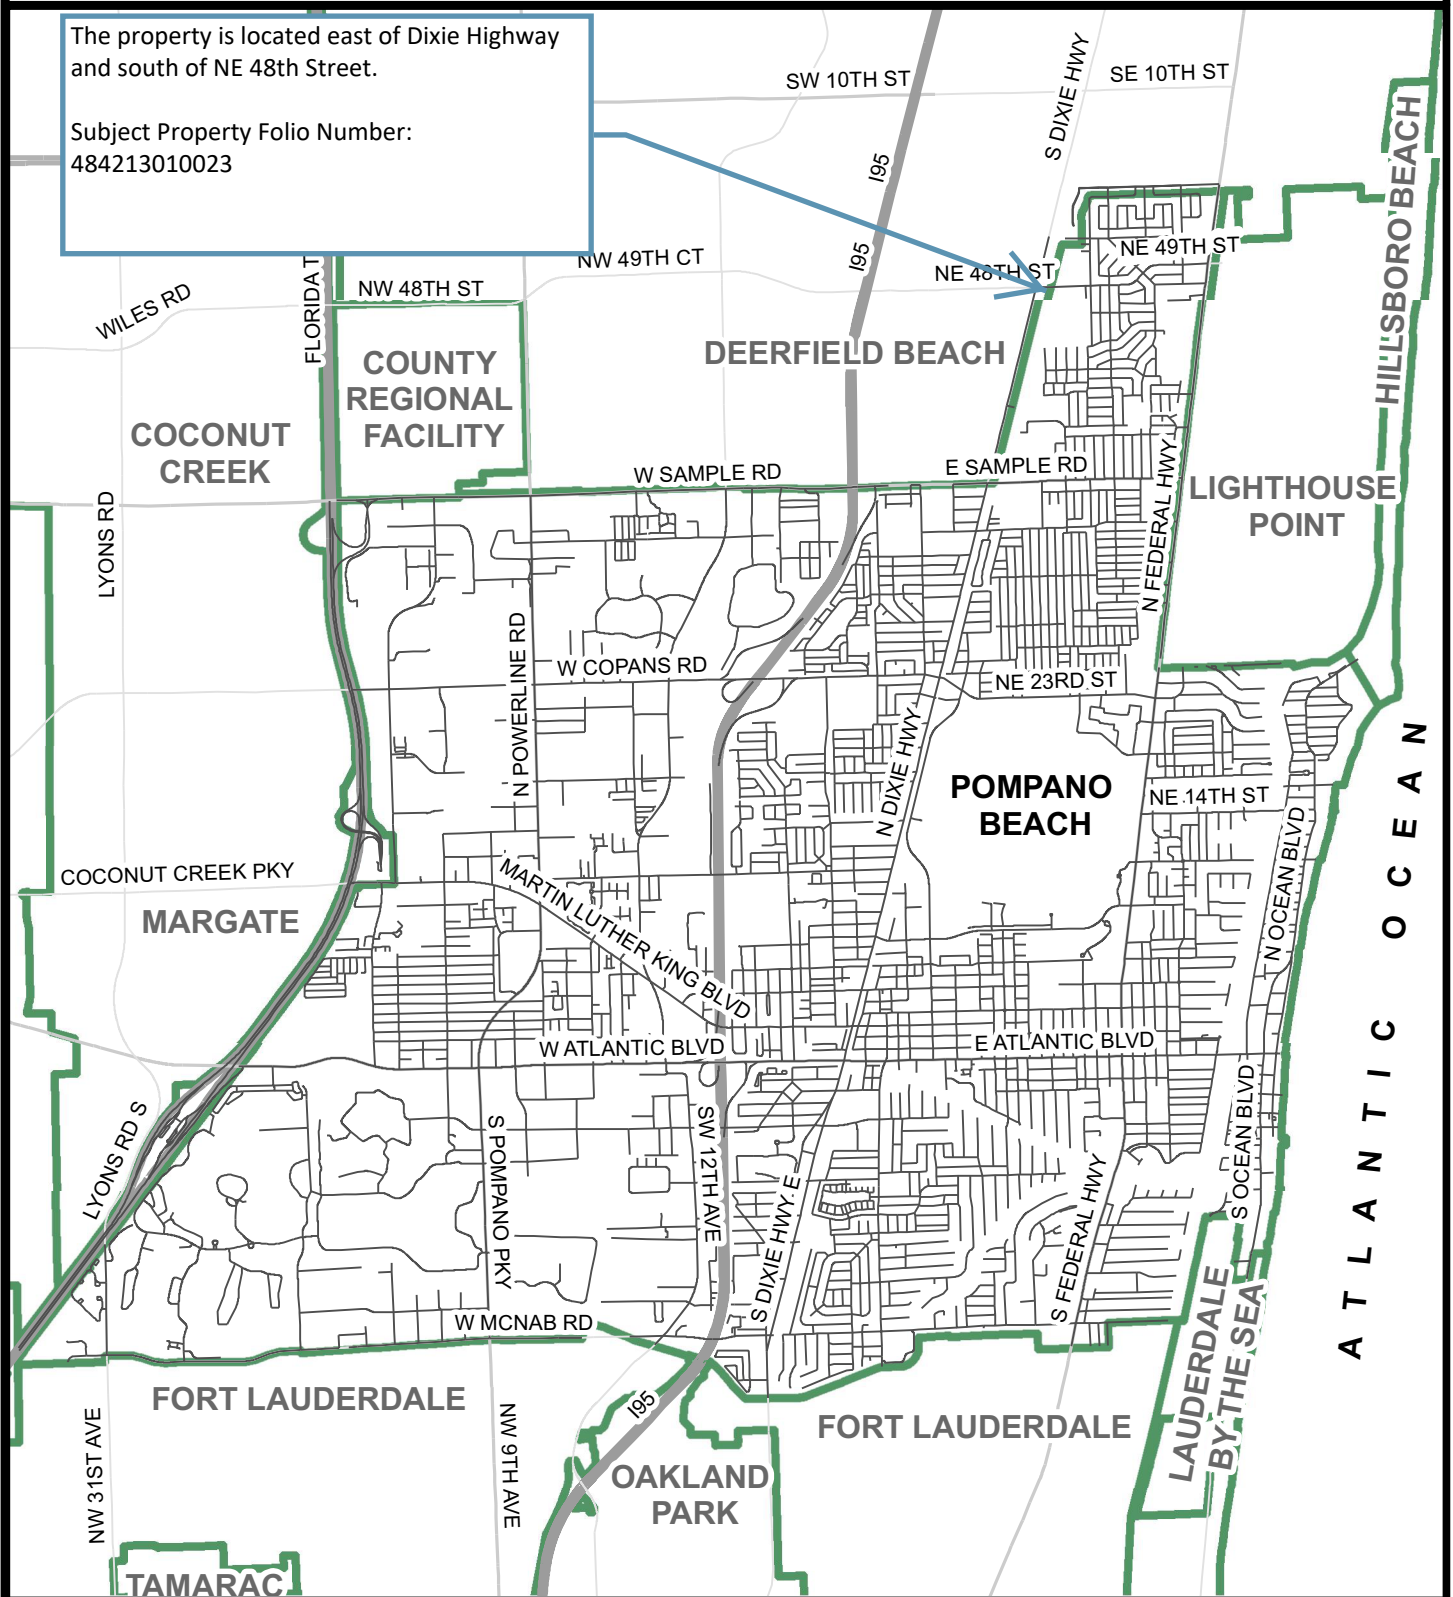 The property is located east of Dixie Highway
and south of NE 48th Street.
Subject Property Folio Number:
484213010023
SW 10TH ST
SE 10TH ST
S DIXIE HWY
I95
I95
HILLSBORO BEACH
NE 49TH ST
NW 49TH CT
NE 48TH ST
NW 48TH ST
WILES RD
FLORIDA T
COUNTY
REGIONAL
FACILITY
DEERFIELD BEACH
COCONUT
CREEK
W SAMPLE RD
E SAMPLE RD
LYONS RD
N FEDERAL HWY
LIGHTHOUSE
POINT
N POWERLINE RD
W COPANS RD
NE 23RD ST
N DIXIE HWY
POMPANO
BEACH
NE 14TH ST
N OCEAN BLVD
COCONUT CREEK PKY
MARTIN LUTHER KING BLVD
MARGATE
ATLANTIC OCEAN
W ATLANTIC BLVD
E ATLANTIC BLVD
LYONS RD S
S POMPANO PKY
SW 12TH AVE
S DIXIE HWY E
S FEDERAL HWY
S OCEAN BLVD
W MCNAB RD
LAUDERDALE
BY THE SEA
FORT LAUDERDALE
I95
FORT LAUDERDALE
NW 31ST AVE
NW 9TH AVE
OAKLAND
PARK
TAMARAC